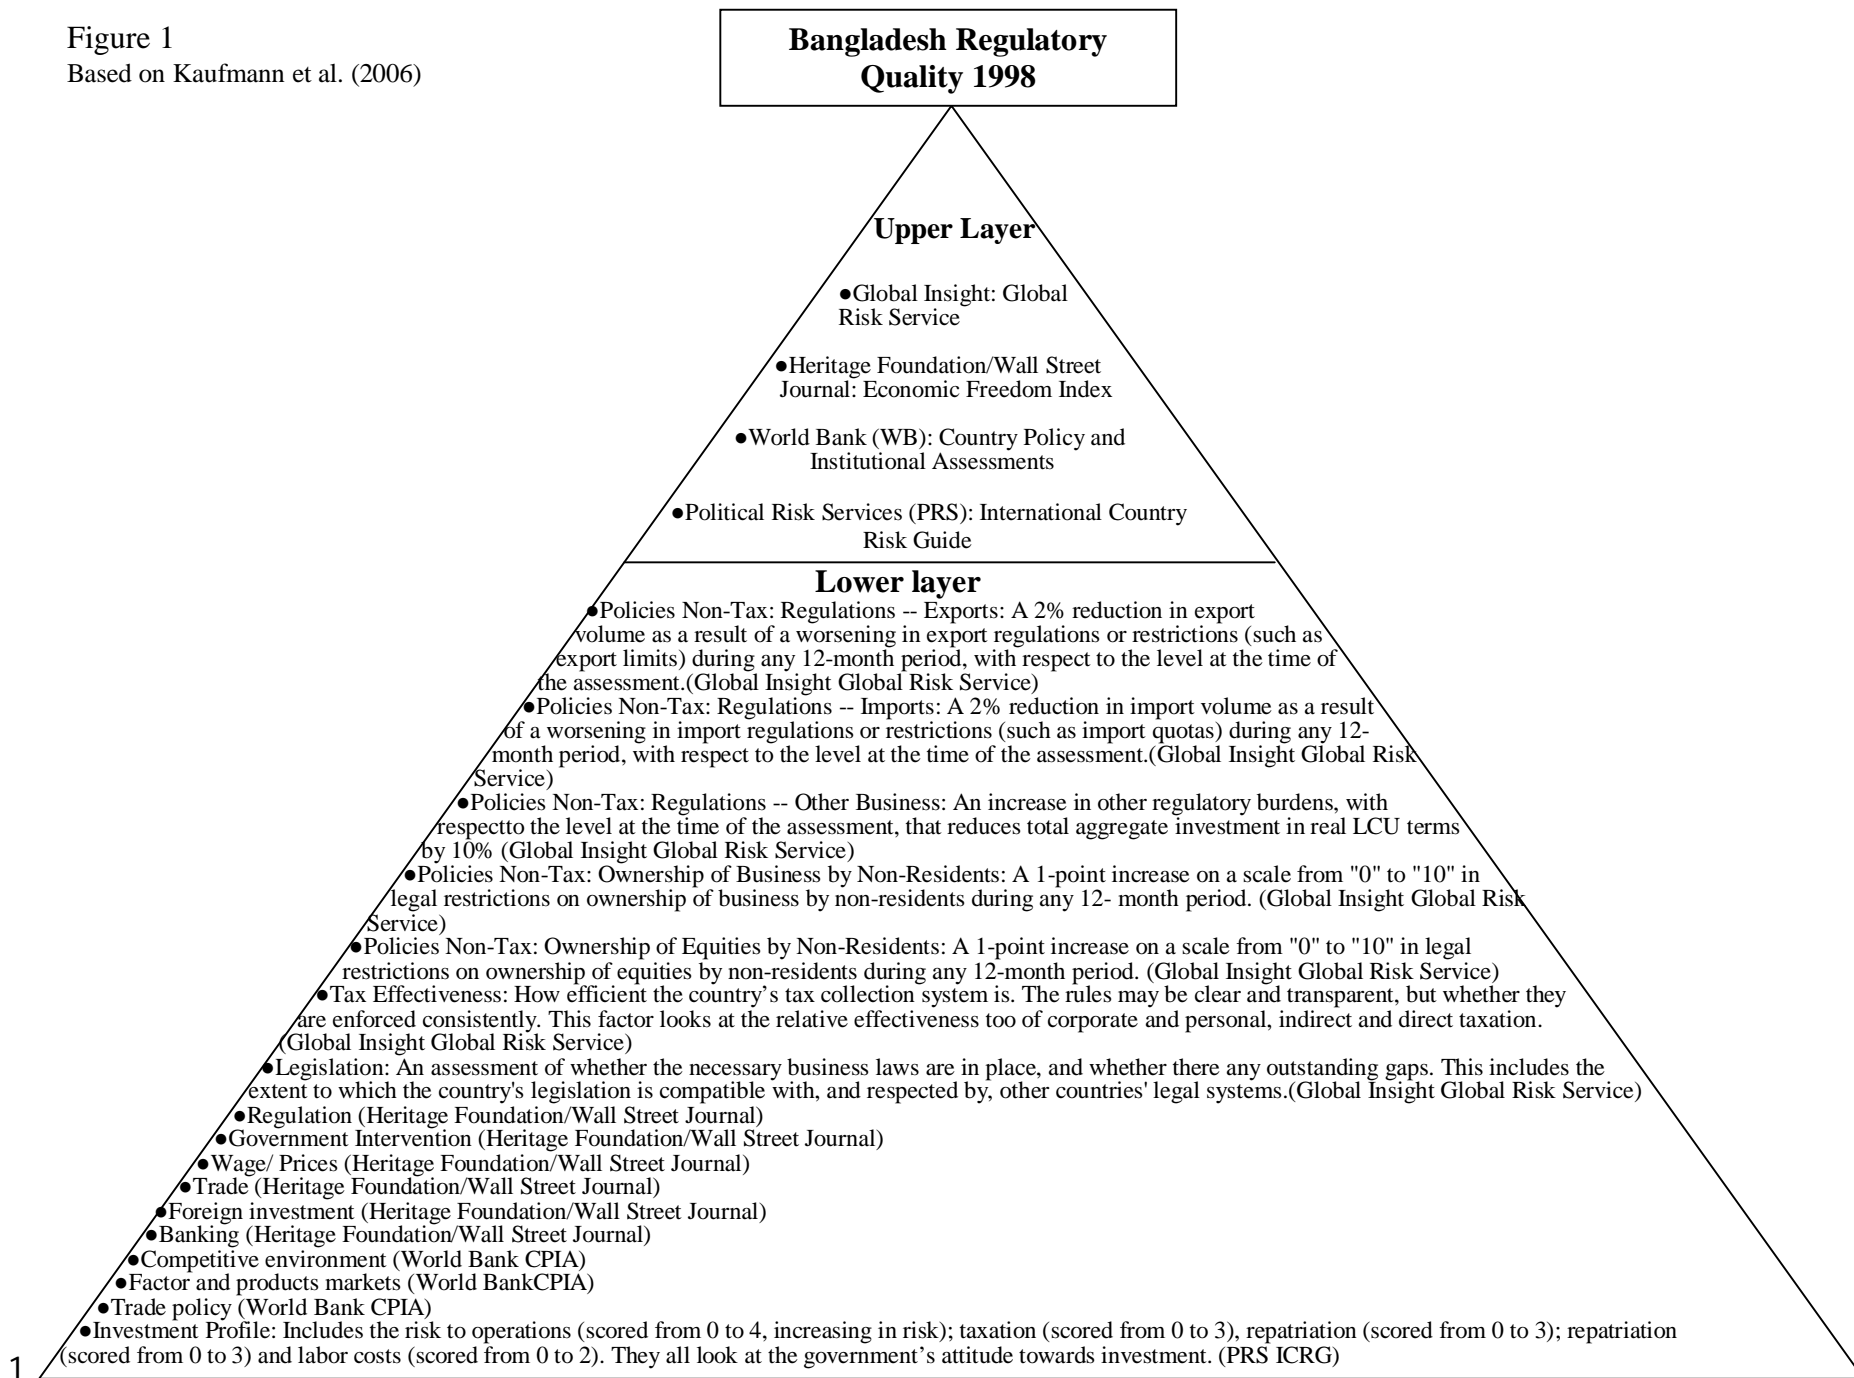 Figure 1
Based on Kaufmann et al. (2006)
Bangladesh Regulatory
Quality 1998
Upper Layer
●Global Insight: Global
Risk Service
●Heritage Foundation/Wall Street
Journal: Economic Freedom Index
●World Bank (WB): Country Policy and
Institutional Assessments
●Political Risk Services (PRS): International Country
Risk Guide
Lower layer
●Policies Non-Tax: Regulations -- Exports: A 2% reduction in export
volume as a result of a worsening in export regulations or restrictions (such as
export limits) during any 12-month period, with respect to the level at the time of
the assessment.(Global Insight Global Risk Service)
●Policies Non-Tax: Regulations -- Imports: A 2% reduction in import volume as a result
of a worsening in import regulations or restrictions (such as import quotas) during any 12-
month period, with respect to the level at the time of the assessment.(Global Insight Global Risk
Service)
●Policies Non-Tax: Regulations -- Other Business: An increase in other regulatory burdens, with
respectto the level at the time of the assessment, that reduces total aggregate investment in real LCU terms
by 10% (Global Insight Global Risk Service)
●Policies Non-Tax: Ownership of Business by Non-Residents: A 1-point increase on a scale from "0" to "10" in
legal restrictions on ownership of business by non-residents during any 12- month period. (Global Insight Global Risk
Service)
●Policies Non-Tax: Ownership of Equities by Non-Residents: A 1-point increase on a scale from "0" to "10" in legal
restrictions on ownership of equities by non-residents during any 12-month period. (Global Insight Global Risk Service)
●Tax Effectiveness: How efficient the country’s tax collection system is. The rules may be clear and transparent, but whether they
are enforced consistently. This factor looks at the relative effectiveness too of corporate and personal, indirect and direct taxation.
(Global Insight Global Risk Service)
●Legislation: An assessment of whether the necessary business laws are in place, and whether there any outstanding gaps. This includes the
extent to which the country's legislation is compatible with, and respected by, other countries' legal systems.(Global Insight Global Risk Service)
●Regulation (Heritage Foundation/Wall Street Journal)
●Government Intervention (Heritage Foundation/Wall Street Journal)
●Wage/ Prices (Heritage Foundation/Wall Street Journal)
●Trade (Heritage Foundation/Wall Street Journal)
●Foreign investment (Heritage Foundation/Wall Street Journal)
●Banking (Heritage Foundation/Wall Street Journal)
●Competitive environment (World Bank CPIA)
●Factor and products markets (World BankCPIA)
●Trade policy (World Bank CPIA)
●Investment Profile: Includes the risk to operations (scored from 0 to 4, increasing in risk); taxation (scored from 0 to 3), repatriation (scored from 0 to 3); repatriation
(scored from 0 to 3) and labor costs (scored from 0 to 2). They all look at the government’s attitude towards investment. (PRS ICRG)
1